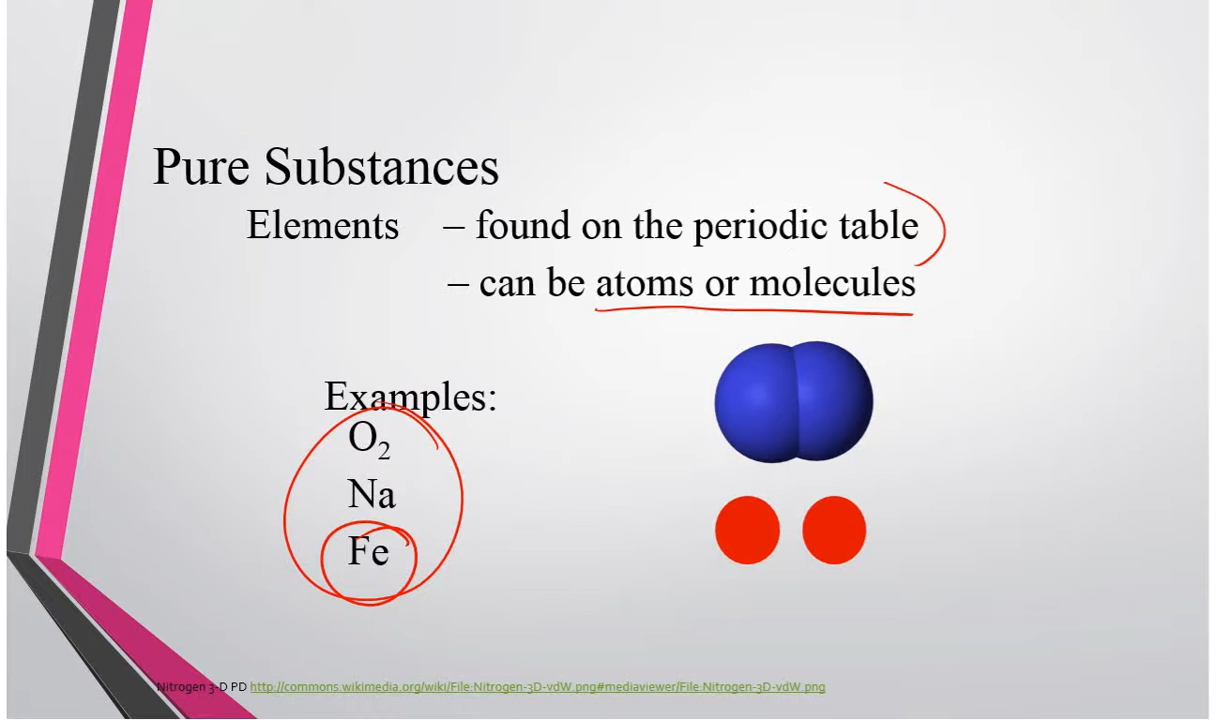 Pure Substances
Elements – found on the periodic table
– can be atoms or molecules
Examples:
O₂
Na
Fe
Nitrogen 3-D PD http://commons.wikimedia.org/wiki/File:Nitrogen-3D-vdW.png#mediaviewer/File:Nitrogen-3D-vdW.png